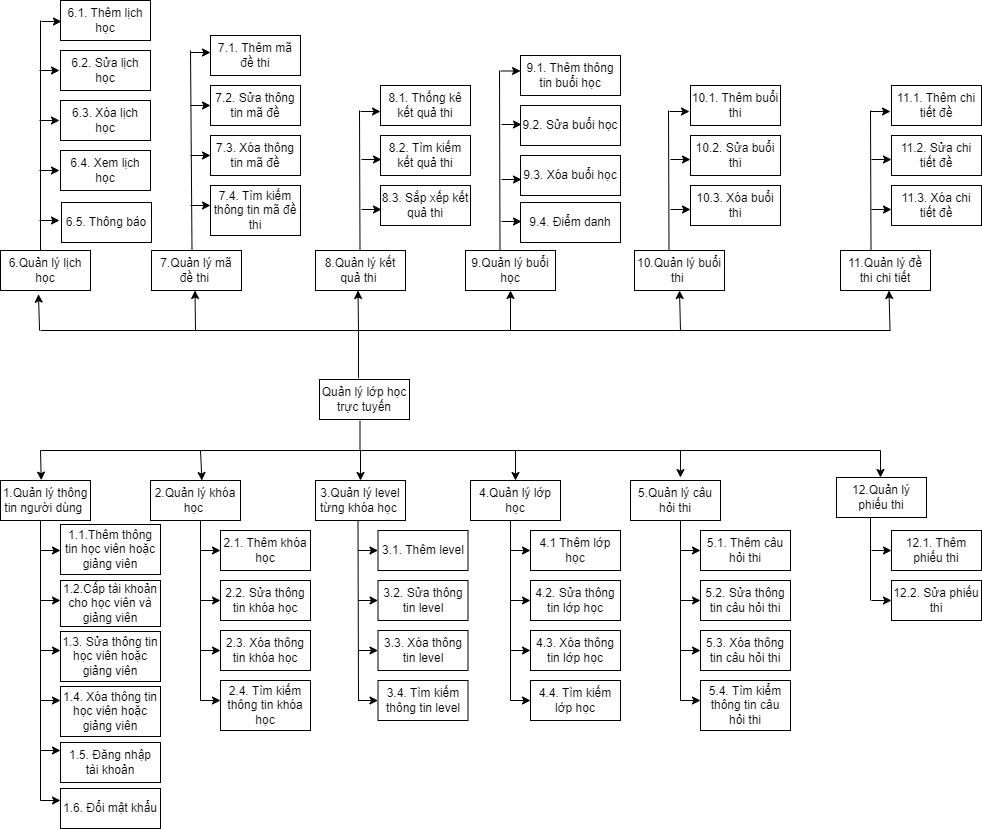 6.1. Thêm lịch
học
6.2. Sửa lịch
học
6.3. Xóa lịch
học
6.4. Xem lịch
học
6.5. Thông báo
6.Quản lý lịch
học
7.1. Thêm mã
đề thi
7.2. Sửa thông
tin mã đề
7.3. Xóa thông
tin mã đề
7.4. Tìm kiếm
thông tin mã đề
thi
7.Quản lý mã
đề thi
8.1. Thống kê
kết quả thi
8.2. Tìm kiếm
kết quả thi
8.3. Sắp xếp kết
quả thi
8.Quản lý kết
quả thi
9.1. Thêm thông
tin buổi học
9.2. Sửa buổi học
9.3. Xóa buổi học
9.4. Điểm danh
9.Quản lý buổi
học
10.1. Thêm buổi
thi
10.2. Sửa buổi
thi
10.3. Xóa buổi
thi
10.Quản lý buổi
thi
11.1. Thêm chi
tiết đề
11.2. Sửa chi
tiết đề
11.3. Xóa chi
tiết đề
11.Quản lý đề
thi chi tiết
Quản lý lớp học
trực tuyến
1.Quản lý thông
tin người dùng
1.1.Thêm thông
tin học viên hoặc
giảng viên
1.2.Cấp tài khoản
cho học viên và
giảng viên
1.3. Sửa thông tin
học viên hoặc
giảng viên
1.4. Xóa thông tin
học viên hoặc
giảng viên
1.5. Đăng nhập
tài khoản
1.6. Đổi mật khẩu
2.Quản lý khóa
học
2.1. Thêm khóa
học
2.2. Sửa thông
tin khóa học
2.3. Xóa thông
tin khóa học
2.4. Tìm kiếm
thông tin khóa
học
3.Quản lý level
từng khóa học
3.1. Thêm level
3.2. Sửa thông
tin level
3.3. Xóa thông
tin level
3.4. Tìm kiếm
thông tin level
4.Quản lý lớp
học
4.1 Thêm lớp
học
4.2. Sửa thông
tin lớp học
4.3. Xóa thông
tin lớp học
4.4. Tìm kiếm
lớp học
5.Quản lý câu
hỏi thi
5.1. Thêm câu
hỏi thi
5.2. Sửa thông
tin câu hỏi thi
5.3. Xóa thông
tin câu hỏi thi
5.4. Tìm kiểm
thông tin câu
hỏi thi
12.Quản lý
phiếu thi
12.1. Thêm
phiếu thi
12.2. Sửa phiếu
thi